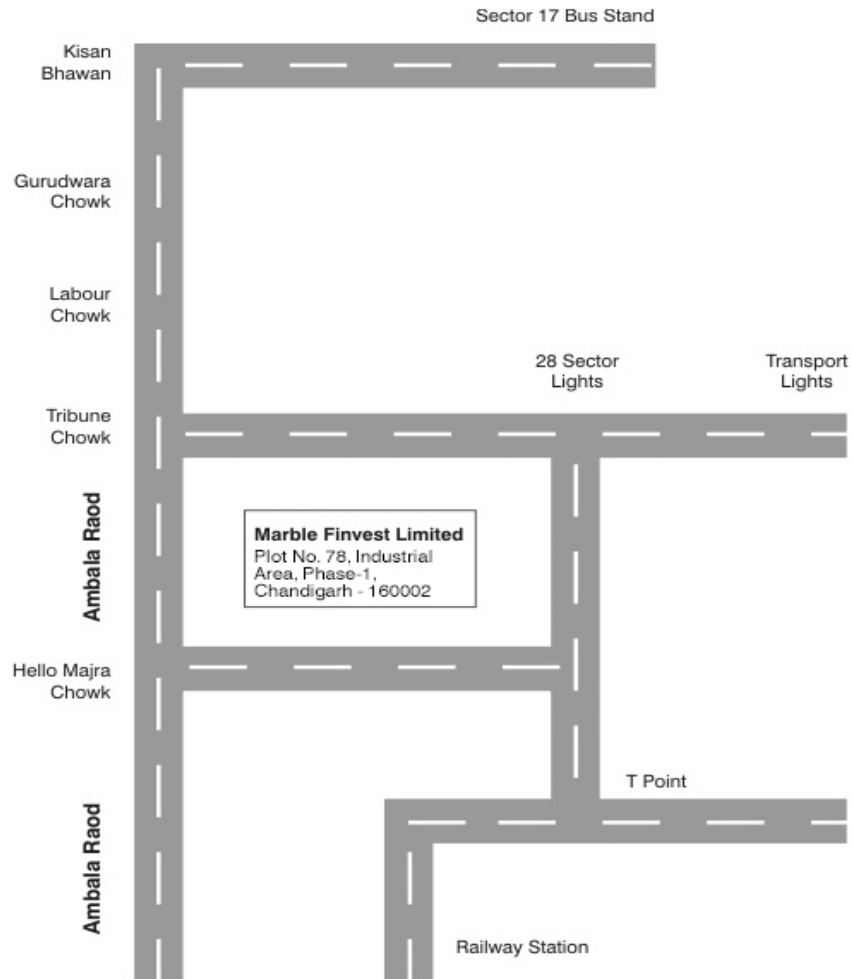 Sector 17 Bus Stand
Kisan
Bhawan
Gurudwara
Chowk
Labour
Chowk
28 Sector
Lights
Transport
Lights
Tribune
Chowk
Ambala Raod
Marble Finvest Limited
Plot No. 78, Industrial
Area, Phase-1,
Chandigarh - 160002
Hello Majra
Chowk
T Point
Ambala Raod
Railway Station